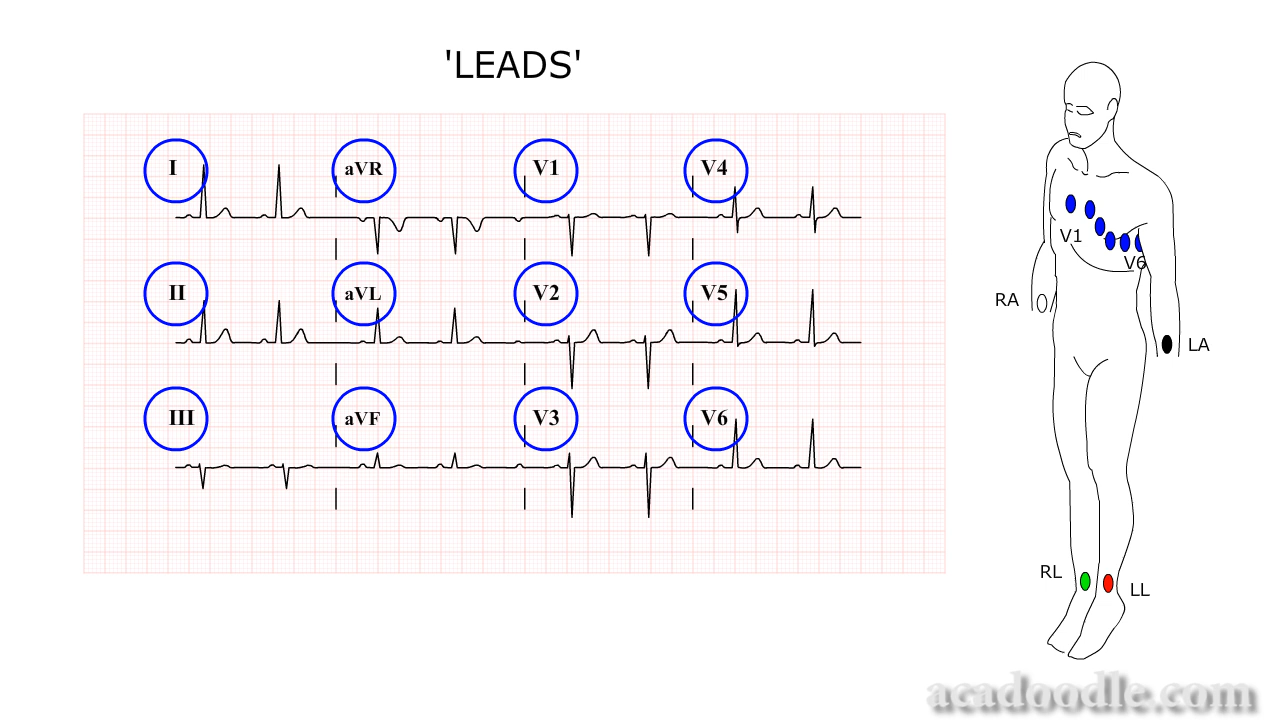 'LEADS'
I aVR V1 V4
II aVL V2 V5
III aVF V3 V6
V1
V6
RA
LA
RL
LL
acadoodle.com